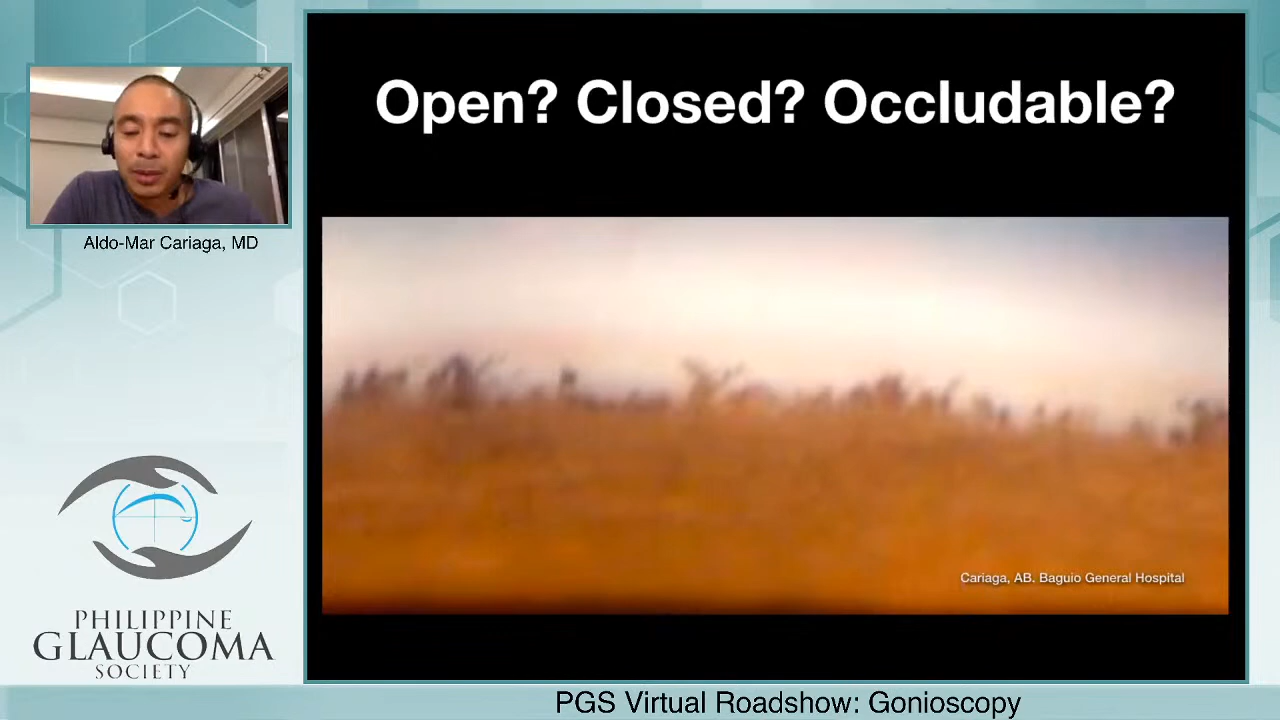 Open? Closed? Occludable?
Aldo-Mar Cariaga, MD
Cariaga, AB. Baguio General Hospital
PHILIPPINE
GLAUCOMA
SOCIETY
PGS Virtual Roadshow: Gonioscopy